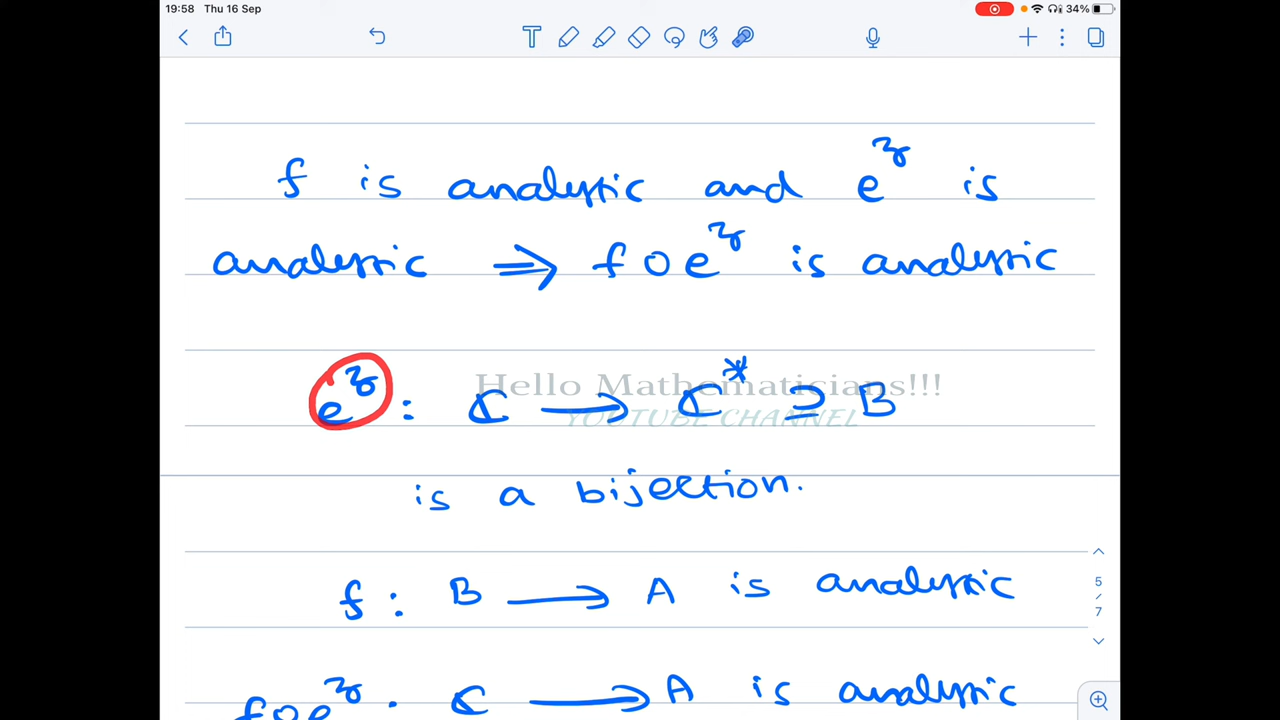 19:58 Thu 16 Sep 34%
f is analytic and e^z is
analytic ⇒ f o e^z is analytic
e^z : ℂ → ℂ* ⊇ B
Hello Mathematicians!!!
YOUTUBE CHANNEL
is a bijection.
f : B → A is analytic
5
/
7
foe^z : ℂ → A is analytic